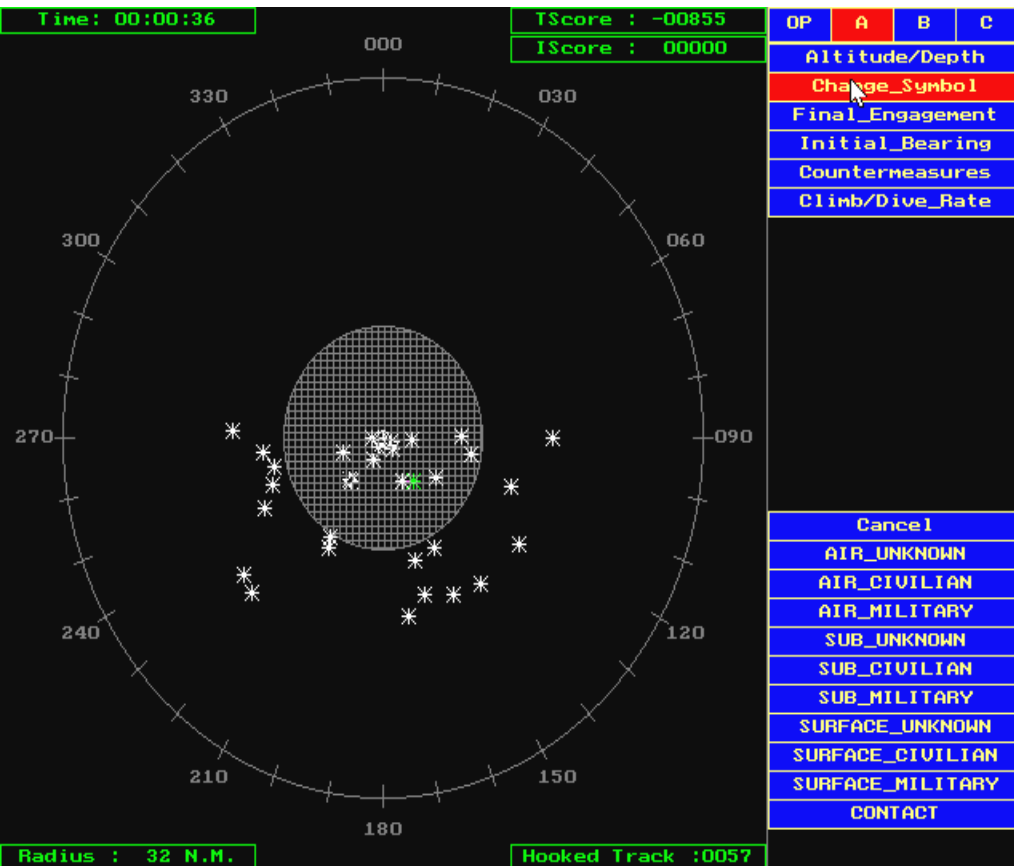 Time: 00:00:36
TScore : -00855
IScore : 00000
OP A B C
Altitude/Depth
Change_Symbol
Final_Engagement
Initial_Bearing
Countermeasures
Climb/Dive_Rate
000
330
030
300
060
270
090
240
120
210
150
180
Cancel
AIR_UNKNOWN
AIR_CIVILIAN
AIR_MILITARY
SUB_UNKNOWN
SUB_CIVILIAN
SUB_MILITARY
SURFACE_UNKNOWN
SURFACE_CIVILIAN
SURFACE_MILITARY
CONTACT
Radius : 32 N.M.
Hooked Track :0057